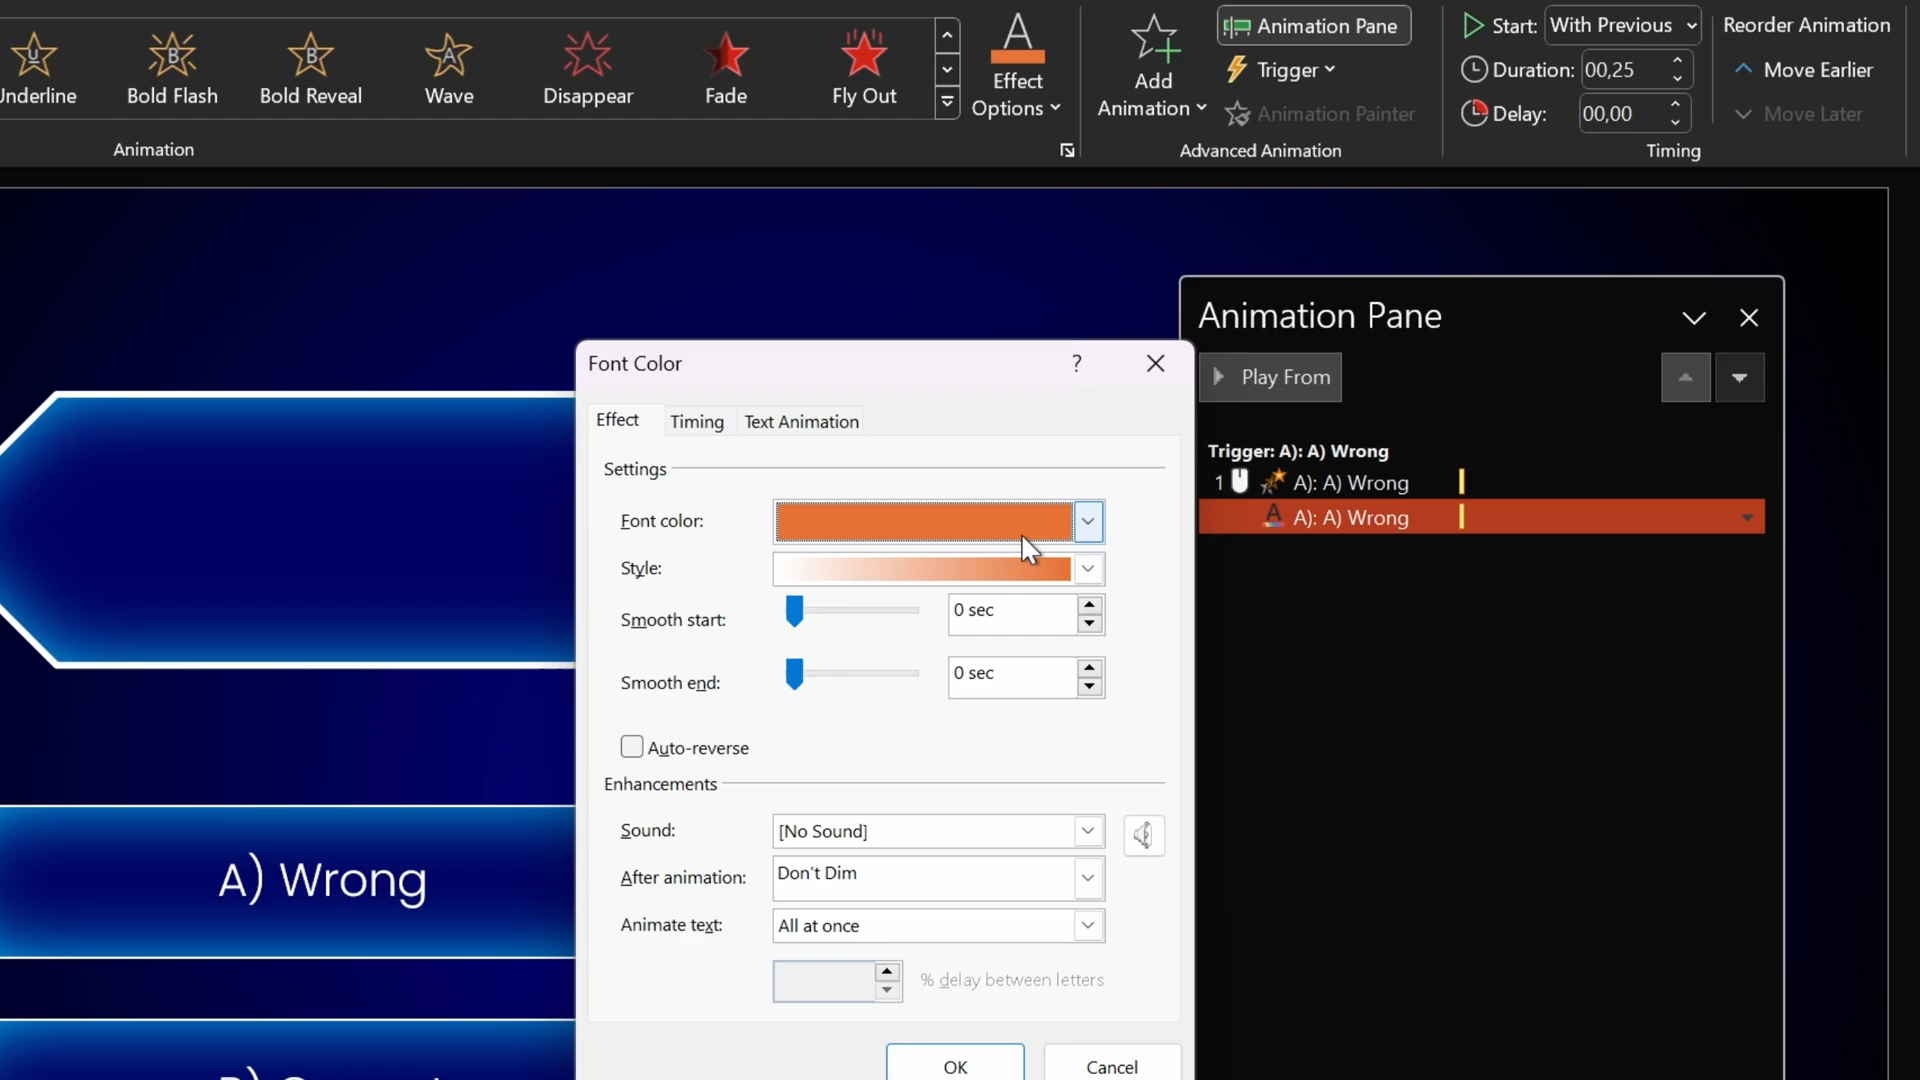 Underline
Bold Flash
Bold Reveal
Wave
Disappear
Fade
Fly Out
Effect
Options
Add
Animation
Animation Pane
Trigger
Animation Painter
Start: With Previous
Duration: 00,25
Delay: 00,00
Reorder Animation
Move Earlier
Move Later
Animation
Advanced Animation
Timing
Animation Pane
Play From
Trigger: A): A) Wrong
1 A): A) Wrong
A): A) Wrong
Font Color
?
Effect Timing Text Animation
Settings
Font color:
Style:
Smooth start: 0 sec
Smooth end: 0 sec
Auto-reverse
Enhancements
Sound: [No Sound]
After animation: Don't Dim
Animate text: All at once
% delay between letters
OK Cancel
A) Wrong